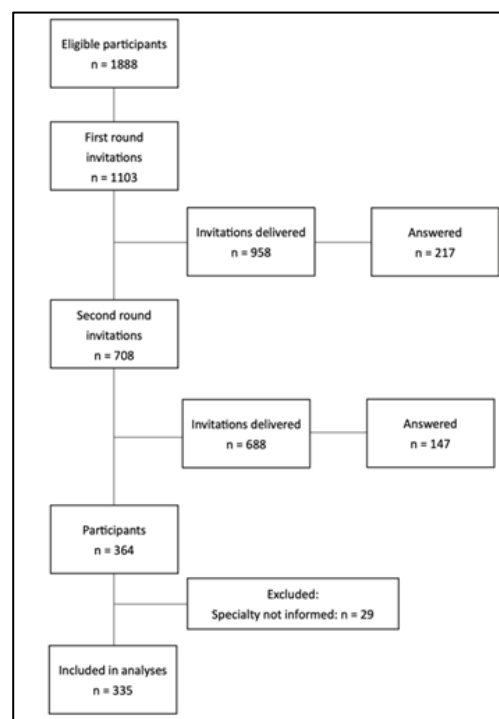 Eligible participants
n = 1888
First round
invitations
n = 1103
Invitations delivered
n = 958
Answered
n = 217
Second round
invitations
n = 708
Invitations delivered
n = 688
Answered
n = 147
Participants
n = 364
Excluded:
Specialty not informed: n = 29
Included in analyses
n = 335